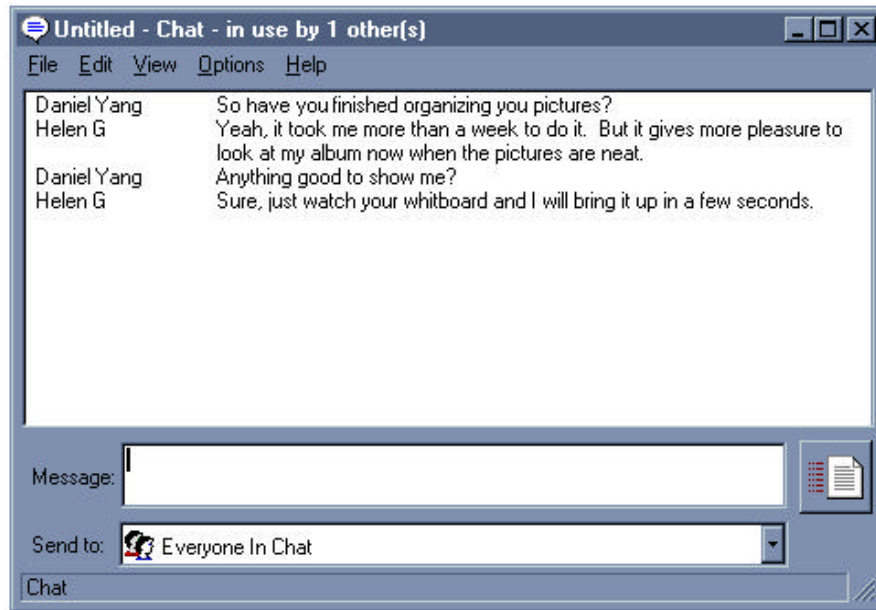 Untitled - Chat - in use by 1 other(s)
File Edit View Options Help
Daniel Yang So have you finished organizing you pictures?
Helen G Yeah, it took me more than a week to do it. But it gives more pleasure to
look at my album now when the pictures are neat.
Daniel Yang Anything good to show me?
Helen G Sure, just watch your whitboard and I will bring it up in a few seconds.
Message:
Send to: Everyone In Chat
Chat